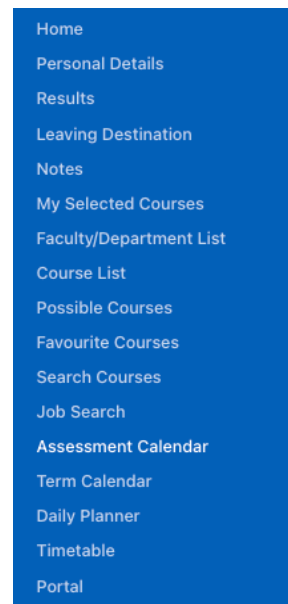 Home
Personal Details
Results
Leaving Destination
Notes
My Selected Courses
Faculty/Department List
Course List
Possible Courses
Favourite Courses
Search Courses
Job Search
Assessment Calendar
Term Calendar
Daily Planner
Timetable
Portal